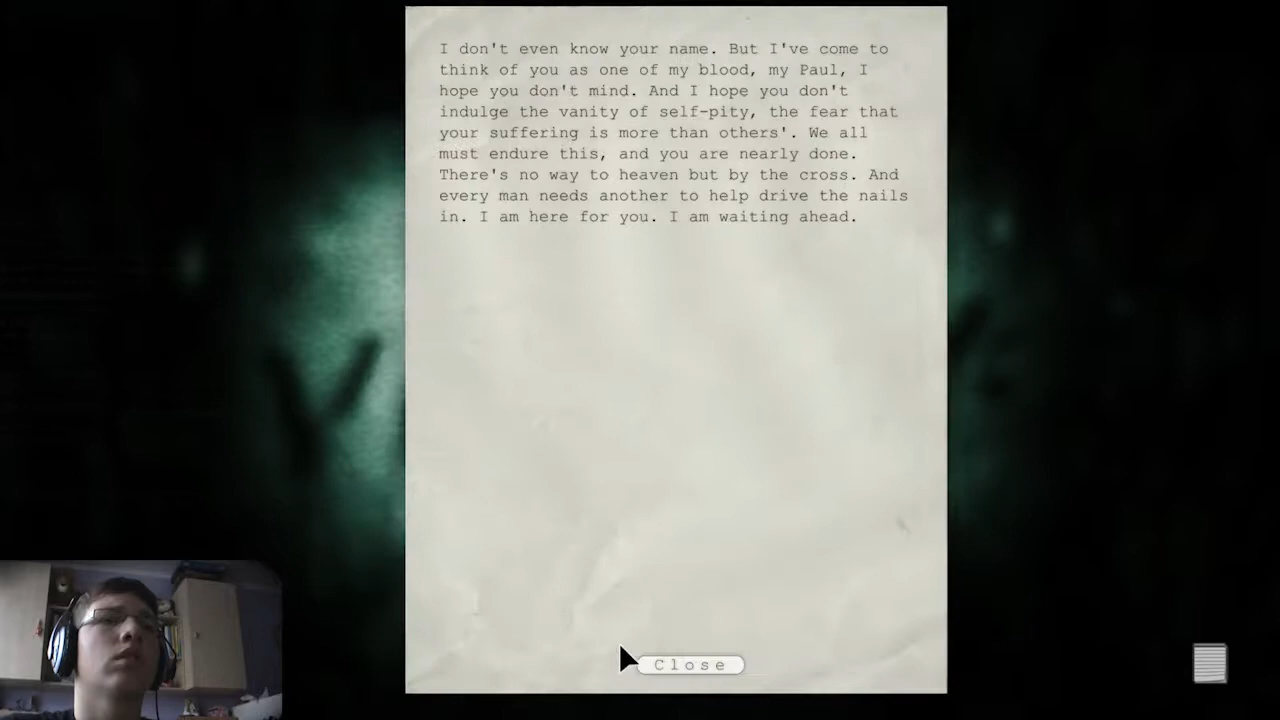 I don't even know your name. But I've come to
think of you as one of my blood, my Paul, I
hope you don't mind. And I hope you don't
indulge the vanity of self-pity, the fear that
your suffering is more than others'. We all
must endure this, and you are nearly done.
There's no way to heaven but by the cross. And
every man needs another to help drive the nails
in. I am here for you. I am waiting ahead.
Close